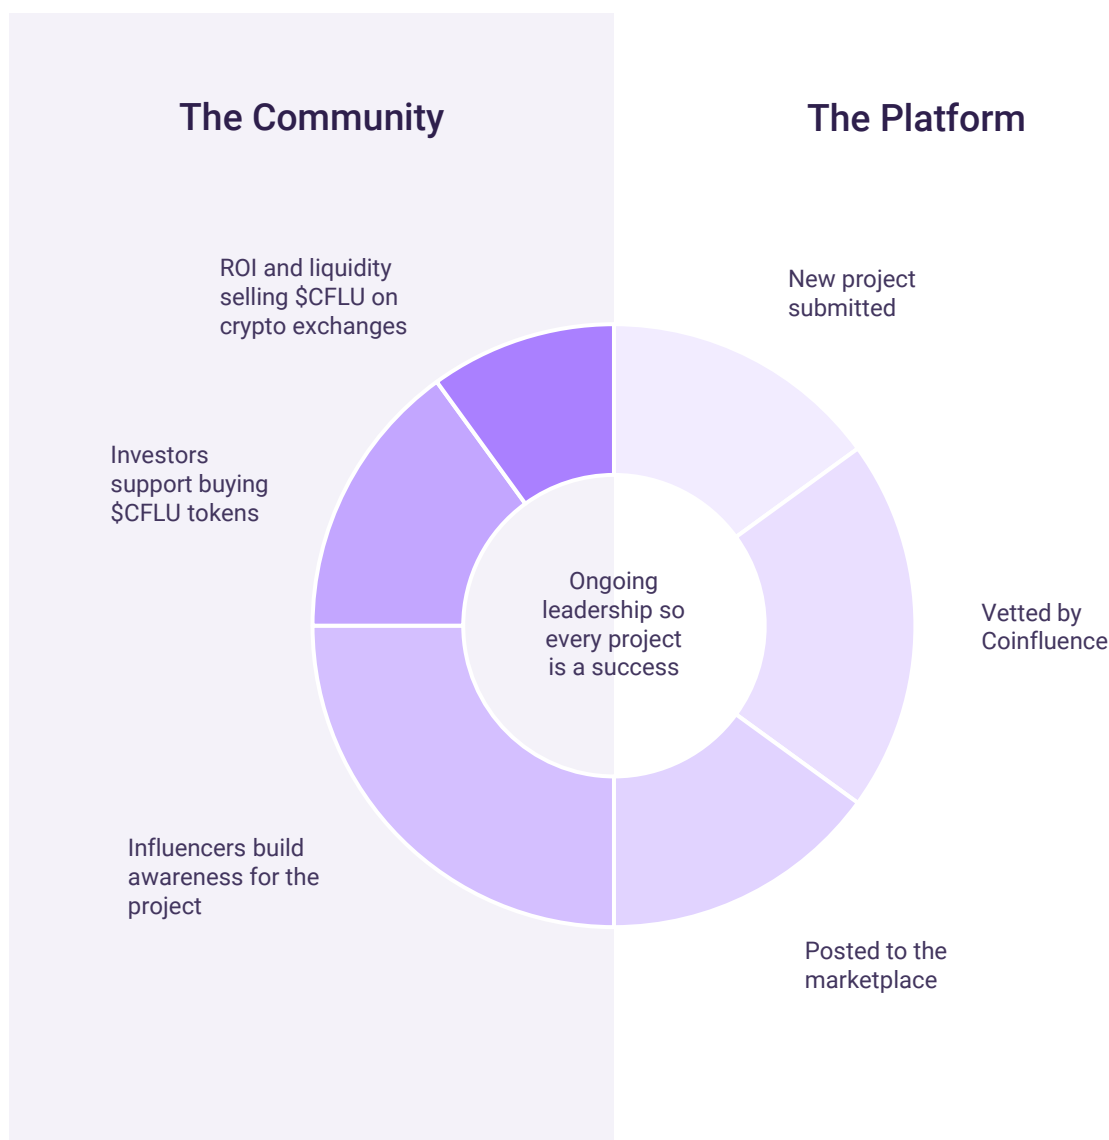 The Community
The Platform
ROI and liquidity
selling $CFLU on
crypto exchanges
New project
submitted
Investors
support buying
$CFLU tokens
Ongoing
leadership so
every project
is a success
Vetted by
Coinfluence
Influencers build
awareness for the
project
Posted to the
marketplace